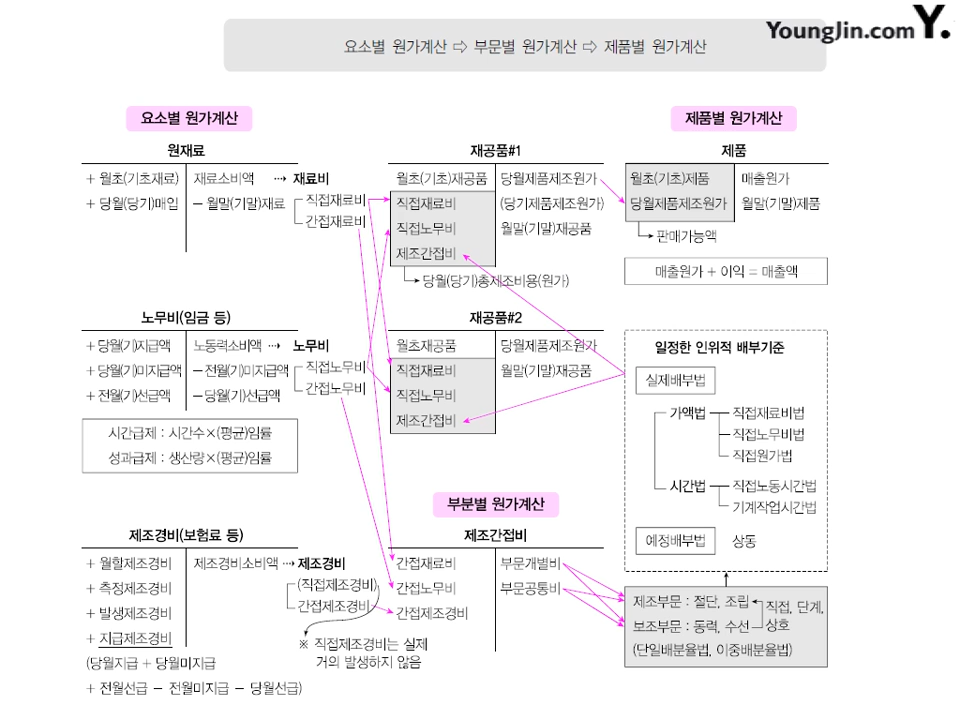 YoungJin.com Y.
요소별 원가계산 ⇨ 부문별 원가계산 ⇨ 제품별 원가계산
요소별 원가계산
원재료
+ 월초(기초재료) 재료소비액 ⇢ 재료비
+ 당월(당기)매입 − 월말(기말)재료
직접재료비
간접재료비
노무비(임금 등)
+ 당월(기)지급액 노동력소비액 ⇢ 노무비
+ 당월(기)미지급액 − 전월(기)미지급액
+ 전월(기)선급액 − 당월(기)선급액
직접노무비
간접노무비
시간급제 : 시간수×(평균)임률
성과급제 : 생산량×(평균)임률
제조경비(보험료 등)
+ 월할제조경비 제조경비소비액 ⇢ 제조경비
+ 측정제조경비
+ 발생제조경비
+ 지급제조경비
(당월지급 + 당월미지급
+ 전월선급 − 전월미지급 − 당월선급)
(직접제조경비)
간접제조경비
※ 직접제조경비는 실제
거의 발생하지 않음
재공품#1
월초(기초)재공품 당월제품제조원가
직접재료비 (당기제품제조원가)
직접노무비 월말(기말)재공품
제조간접비
당월(당기)총제조비용(원가)
재공품#2
월초재공품 당월제품제조원가
직접재료비 월말(기말)재공품
직접노무비
제조간접비
부분별 원가계산
제조간접비
간접재료비 부문개별비
간접노무비 부문공통비
간접제조경비
제품별 원가계산
제품
월초(기초)제품 매출원가
당월제품제조원가 월말(기말)제품
판매가능액
매출원가 + 이익 = 매출액
일정한 인위적 배부기준
실제배부법
가액법 직접재료비법
직접노무비법
직접원가법
시간법 직접노동시간법
기계작업시간법
예정배부법 상동
제조부문 : 절단, 조립
보조부문 : 동력, 수선
직접, 단계,
상호
(단일배분율법, 이중배분율법)